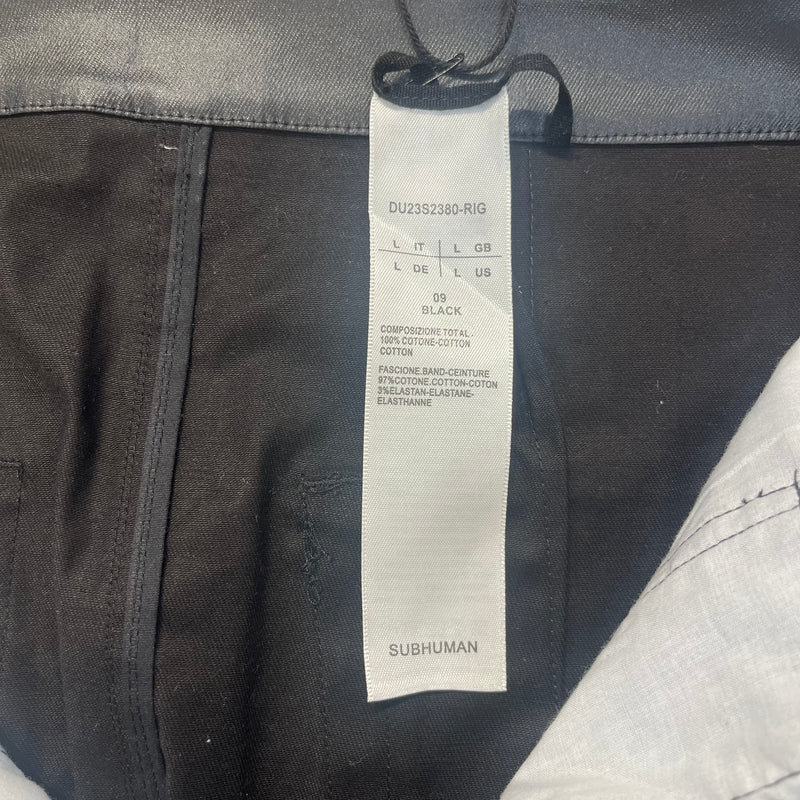 DU23S2380-RIG
L IT L GB
L DE L US
09
BLACK
COMPOSIZIONE TOTAL-
100% COTONE-COTTON
COTTON
FASCIONE.BAND-CEINTURE
97%COTONE.COTTON-COTON
3%ELASTAN-ELASTANE-
ELASTHANNE
SUBHUMAN